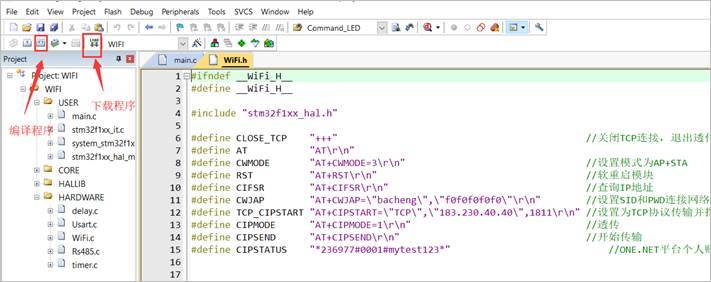 File Edit View Project Flash Debug Peripherals Tools SVCS Window Help
Command_LED
LOAD WIFI
Project
main.c WiFi.h
Project: WIFI
WIFI
USER
main.c
stm32f1xx_it.c
system_stm32f1x
stm32f1xx_hal_m
CORE
HALLIB
HARDWARE
delay.c
Usart.c
WiFi.c
Rs485.c
timer.c
下载程序
编译程序
1 #ifndef __WiFi_H__
2 #define __WiFi_H__
3
4 #include "stm32f1xx_hal.h"
5
6 #define CLOSE_TCP "+++" //关闭TCP连接，退出透传
7 #define AT "AT\r\n"
8 #define CWMODE "AT+CWMODE=3\r\n" //设置模式为AP+STA
9 #define RST "AT+RST\r\n" //软重启模块
10 #define CIFSR "AT+CIFSR\r\n" //查询IP地址
11 #define CWJAP "AT+CWJAP=\"bacheng\",\"f0f0f0f0f0\"\r\n" //设置SID和PWD连接网络
12 #define TCP_CIPSTART "AT+CIPSTART=\"TCP\",\"183.230.40.40\",1811\r\n" //设置为TCP协议传输并指
13 #define CIPMODE "AT+CIPMODE=1\r\n" //透传
14 #define CIPSEND "AT+CIPSEND\r\n" //开始传输
15 #define CIPSTATUS "*236977#0001#mytest123*" //ONE.NET平台个人账
16
17